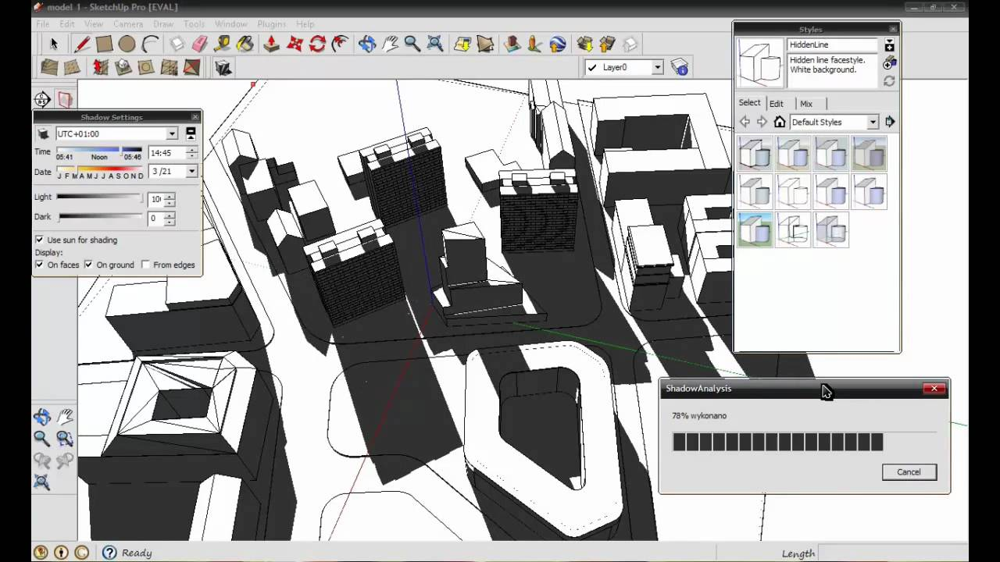 model 1 - SketchUp Pro [EVAL]
File Edit View Camera Draw Tools Window Plugins Help
Layer0
Styles
HiddenLine
Hidden line facestyle.
White background.
Select Edit Mix
Default Styles
Shadow Settings
UTC+01:00
Time 14:45
05:41 Noon 05:46
Date 3/21
J F M A M J J A S O N D
Light 10
Dark 0
Use sun for shading
Display:
On faces On ground From edges
ShadowAnalysis
78% wykonano
Cancel
Ready
Length